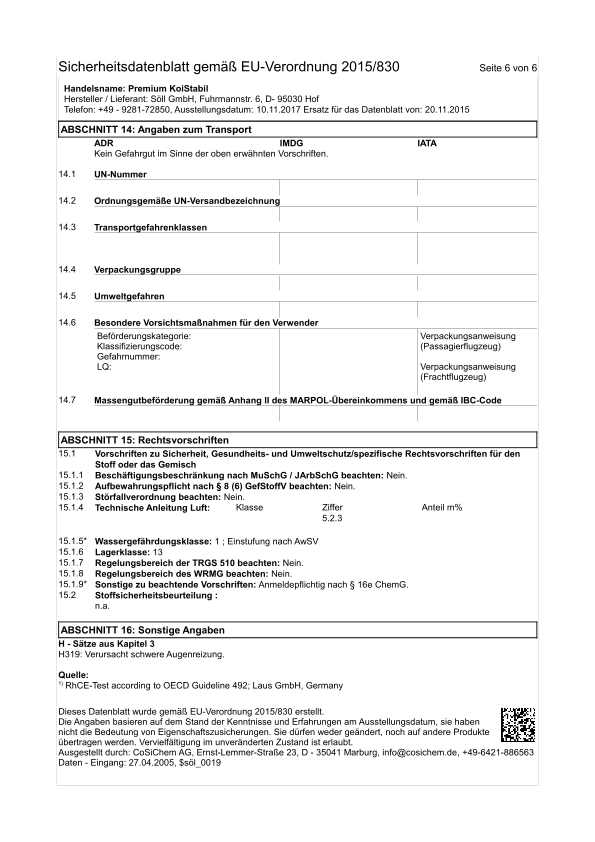 Sicherheitsdatenblatt gemäß EU-Verordnung 2015/830 Seite 6 von 6
Handelsname: Premium KoiStabil
Hersteller / Lieferant: Söll GmbH, Fuhrmannstr. 6, D- 95030 Hof
Telefon: +49 - 9281-72850, Ausstellungsdatum: 10.11.2017 Ersatz für das Datenblatt von: 20.11.2015
ABSCHNITT 14: Angaben zum Transport
ADR IMDG IATA
Kein Gefahrgut im Sinne der oben erwähnten Vorschriften.
14.1 UN-Nummer
14.2 Ordnungsgemäße UN-Versandbezeichnung
14.3 Transportgefahrenklassen
14.4 Verpackungsgruppe
14.5 Umweltgefahren
14.6 Besondere Vorsichtsmaßnahmen für den Verwender
Beförderungskategorie: Verpackungsanweisung
Klassifizierungscode: (Passagierflugzeug)
Gefahrnummer:
LQ: Verpackungsanweisung
(Frachtflugzeug)
14.7 Massengutbeförderung gemäß Anhang II des MARPOL-Übereinkommens und gemäß IBC-Code
ABSCHNITT 15: Rechtsvorschriften
15.1 Vorschriften zu Sicherheit, Gesundheits- und Umweltschutz/spezifische Rechtsvorschriften für den
Stoff oder das Gemisch
15.1.1 Beschäftigungsbeschränkung nach MuSchG / JArbSchG beachten: Nein.
15.1.2 Aufbewahrungspflicht nach § 8 (6) GefStoffV beachten: Nein.
15.1.3 Störfallverordnung beachten: Nein.
15.1.4 Technische Anleitung Luft: Klasse Ziffer Anteil m%
5.2.3
15.1.5* Wassergefährdungsklasse: 1 ; Einstufung nach AwSV
15.1.6 Lagerklasse: 13
15.1.7 Regelungsbereich der TRGS 510 beachten: Nein.
15.1.8 Regelungsbereich des WRMG beachten: Nein.
15.1.9* Sonstige zu beachtende Vorschriften: Anmeldepflichtig nach § 16e ChemG.
15.2 Stoffsicherheitsbeurteilung :
n.a.
ABSCHNITT 16: Sonstige Angaben
H - Sätze aus Kapitel 3
H319: Verursacht schwere Augenreizung.
Quelle:
1) RhCE-Test according to OECD Guideline 492; Laus GmbH, Germany
Dieses Datenblatt wurde gemäß EU-Verordnung 2015/830 erstellt.
Die Angaben basieren auf dem Stand der Kenntnisse und Erfahrungen am Ausstellungsdatum, sie haben
nicht die Bedeutung von Eigenschaftszusicherungen. Sie dürfen weder geändert, noch auf andere Produkte
übertragen werden. Vervielfältigung im unveränderten Zustand ist erlaubt.
Ausgestellt durch: CoSiChem AG, Ernst-Lemmer-Straße 23, D - 35041 Marburg, info@cosichem.de, +49-6421-886563
Daten - Eingang: 27.04.2005, $söl_0019